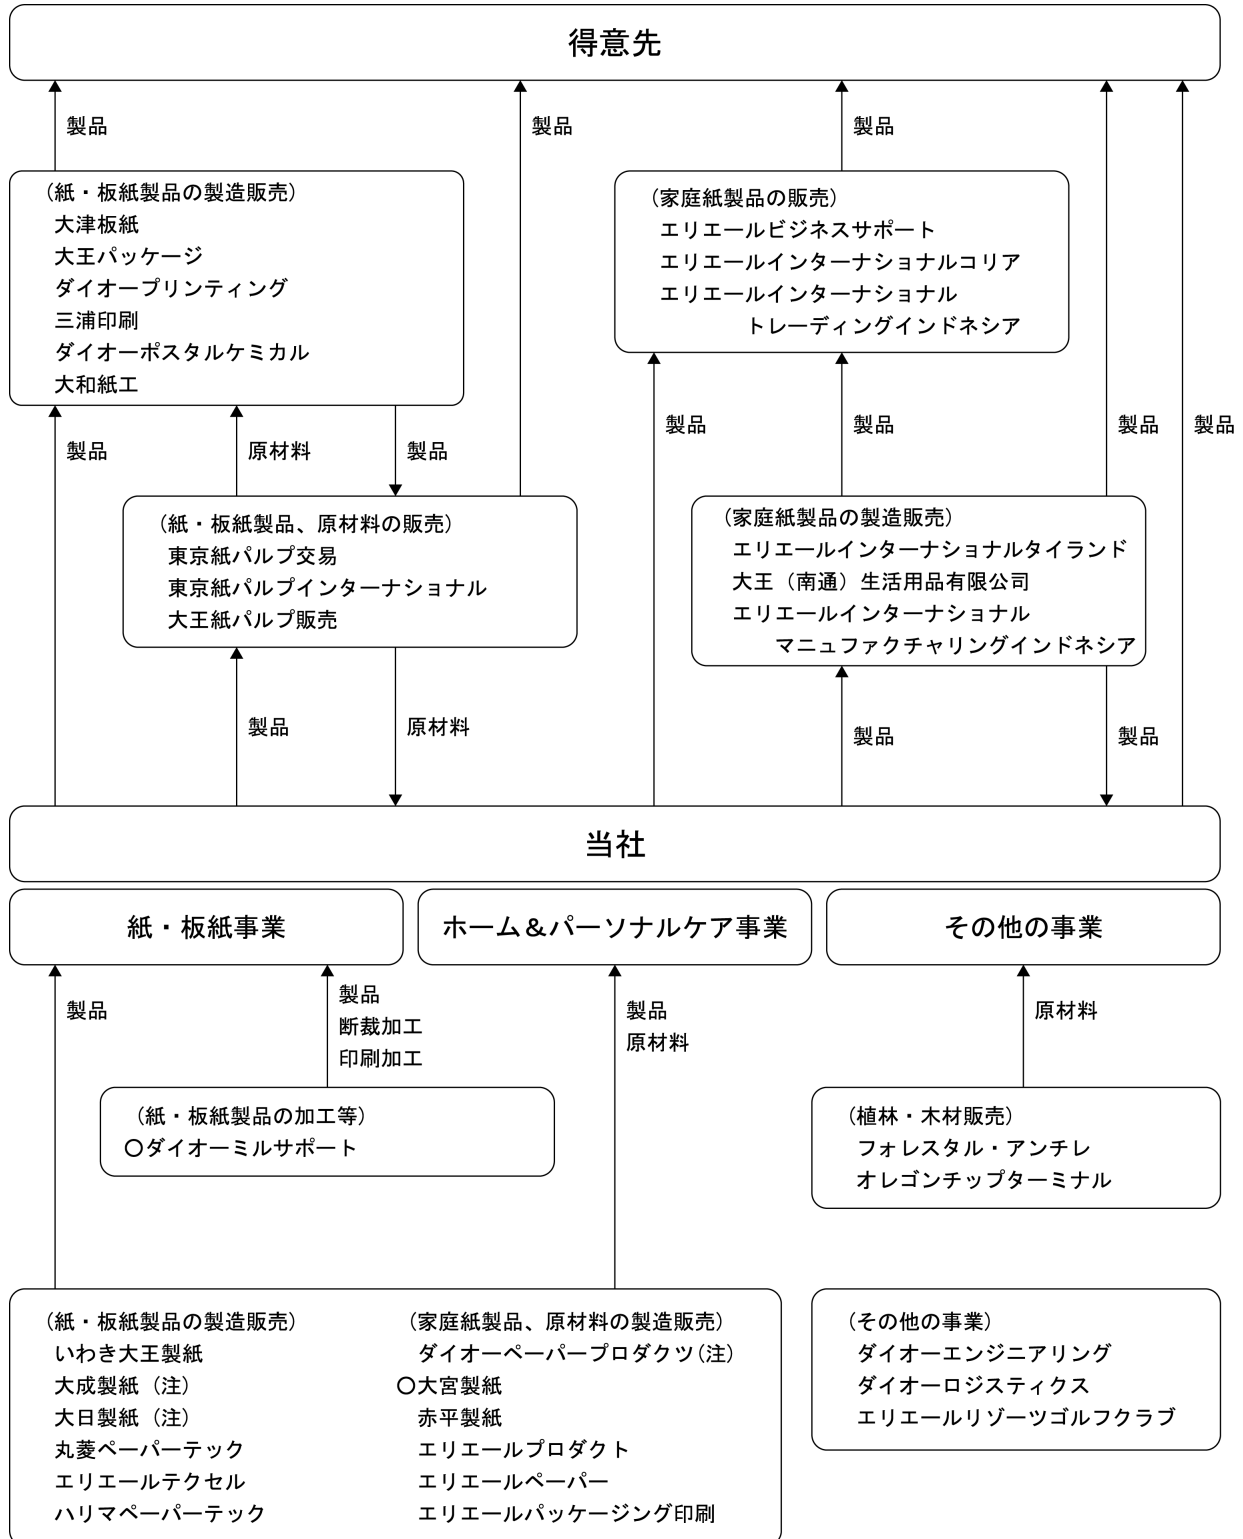 得意先
製品
製品
製品
(紙・板紙製品の製造販売)
大津板紙
大王パッケージ
ダイオープリンティング
三浦印刷
ダイオーポスタルケミカル
大和紙工
(家庭紙製品の販売)
エリエールビジネスサポート
エリエールインターナショナルコリア
エリエールインターナショナル
トレーディングインドネシア
製品
原材料
製品
製品
製品
製品
製品
(紙・板紙製品、原材料の販売)
東京紙パルプ交易
東京紙パルプインターナショナル
大王紙パルプ販売
(家庭紙製品の製造販売)
エリエールインターナショナルタイランド
大王（南通）生活用品有限公司
エリエールインターナショナル
マニュファクチャリングインドネシア
製品
原材料
製品
製品
当社
紙・板紙事業
ホーム＆パーソナルケア事業
その他の事業
製品
製品
断裁加工
印刷加工
製品
原材料
原材料
(紙・板紙製品の加工等)
○ダイオーミルサポート
(植林・木材販売)
フォレスタル・アンチレ
オレゴンチップターミナル
(紙・板紙製品の製造販売)
いわき大王製紙
大成製紙（注）
大日製紙（注）
丸菱ペーパーテック
エリエールテクセル
ハリマペーパーテック
(家庭紙製品、原材料の製造販売)
ダイオーペーパープロダクツ(注)
○大宮製紙
赤平製紙
エリエールプロダクト
エリエールペーパー
エリエールパッケージング印刷
(その他の事業)
ダイオーエンジニアリング
ダイオーロジスティクス
エリエールリゾーツゴルフクラブ